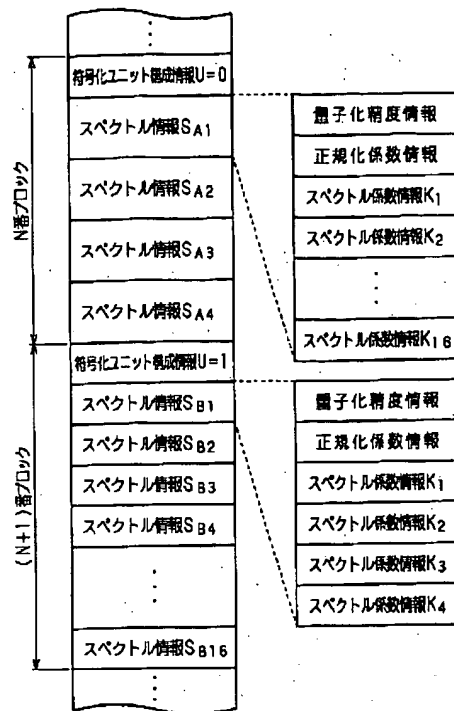 符号化ユニット構成情報U=0
スペクトル情報SA1
スペクトル情報SA2
スペクトル情報SA3
スペクトル情報SA4
N番ブロック
量子化精度情報
正規化係数情報
スペクトル係数情報K1
スペクトル係数情報K2
スペクトル係数情報K16
符号化ユニット構成情報U=1
スペクトル情報SB1
スペクトル情報SB2
スペクトル情報SB3
スペクトル情報SB4
スペクトル情報SB16
(N+1)番ブロック
量子化精度情報
正規化係数情報
スペクトル係数情報K1
スペクトル係数情報K2
スペクトル係数情報K3
スペクトル係数情報K4